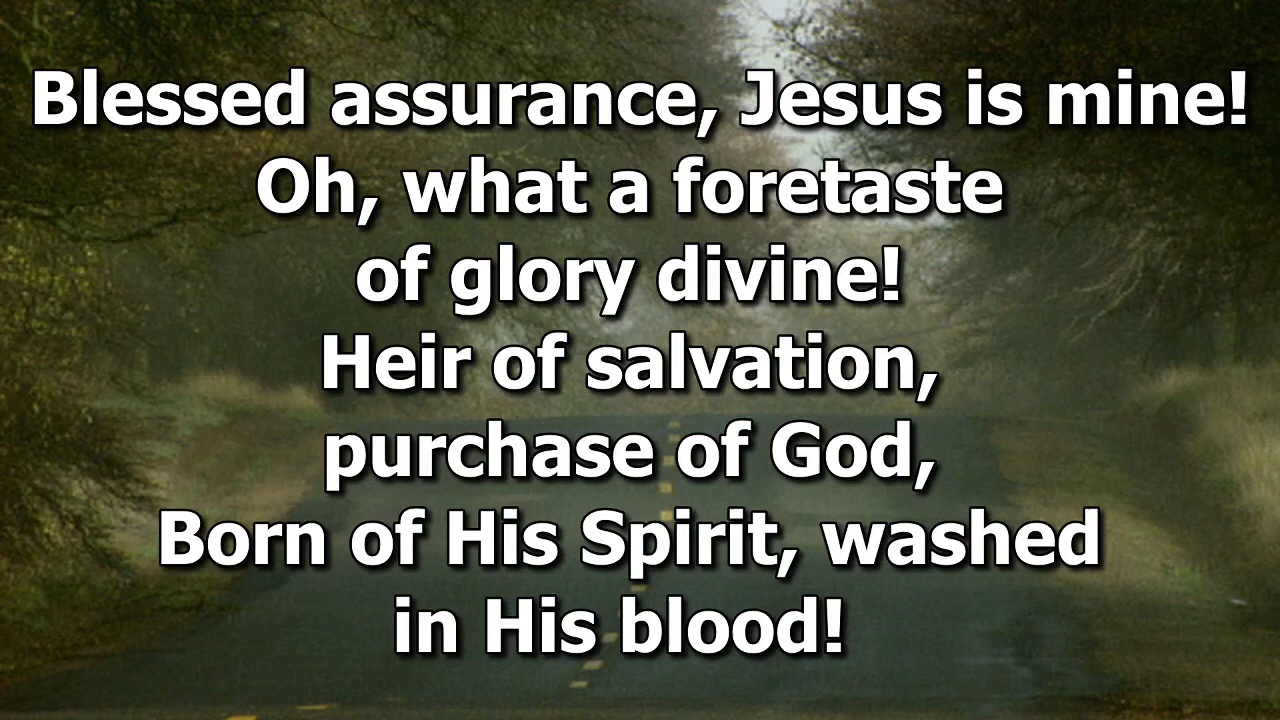 Blessed assurance, Jesus is mine!
Oh, what a foretaste
of glory divine!
Heir of salvation,
purchase of God,
Born of His Spirit, washed
in His blood!